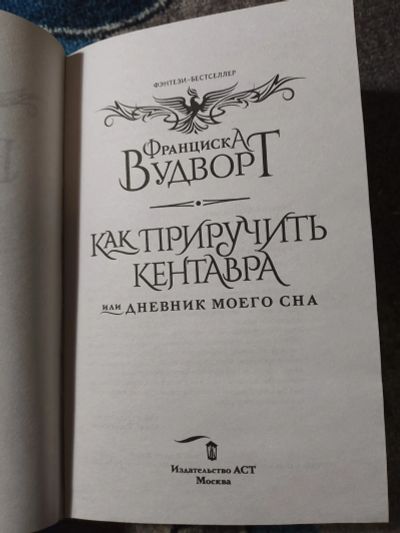 ФЭНТЕЗИ-БЕСТСЕЛЛЕР
ФРАНЦИСКА
ВУДВОРТ
КАК ПРИРУЧИТЬ
КЕНТАВРА
ИЛИ ДНЕВНИК МОЕГО СНА
Издательство АСТ
Москва